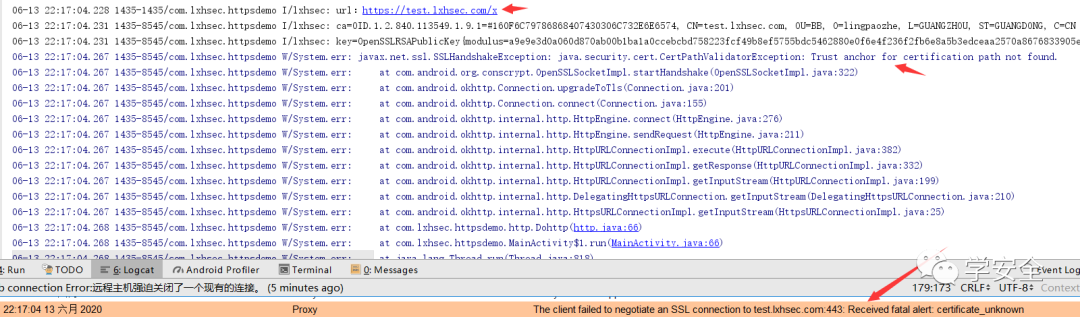 06-13 22:17:04.228 1435-1435/com.lxhsec.httpsdemo I/lxhsec: url: https://test.lxhsec.com/x
06-13 22:17:04.231 1435-8545/com.lxhsec.httpsdemo I/lxhsec: ca=OID.1.2.840.113549.1.9.1=#160F6C79786868407430306C732E6E6574, CN=test.lxhsec.com, OU=BB, O=lingpaozhe, L=GUANGZHOU, ST=GUANGDONG, C=CN
06-13 22:17:04.231 1435-8545/com.lxhsec.httpsdemo I/lxhsec: key=OpenSSLRSAPublicKey{modulus=a9e9e3d0a060d870ab00b1ba1a0ccebcbd758223fcf49b8ef5755bdc5462880e0f6e4f236f2fb6e8a5b3edceaa2570a8676833905e
06-13 22:17:04.267 1435-8545/com.lxhsec.httpsdemo W/System.err: javax.net.ssl.SSLHandshakeException: java.security.cert.CertPathValidatorException: Trust anchor for certification path not found.
06-13 22:17:04.267 1435-8545/com.lxhsec.httpsdemo W/System.err: at com.android.org.conscrypt.OpenSSLSocketImpl.startHandshake(OpenSSLSocketImpl.java:322)
06-13 22:17:04.267 1435-8545/com.lxhsec.httpsdemo W/System.err: at com.android.okhttp.Connection.upgradeToTls(Connection.java:201)
06-13 22:17:04.267 1435-8545/com.lxhsec.httpsdemo W/System.err: at com.android.okhttp.Connection.connect(Connection.java:155)
06-13 22:17:04.267 1435-8545/com.lxhsec.httpsdemo W/System.err: at com.android.okhttp.internal.http.HttpEngine.connect(HttpEngine.java:276)
06-13 22:17:04.267 1435-8545/com.lxhsec.httpsdemo W/System.err: at com.android.okhttp.internal.http.HttpEngine.sendRequest(HttpEngine.java:211)
06-13 22:17:04.267 1435-8545/com.lxhsec.httpsdemo W/System.err: at com.android.okhttp.internal.http.HttpURLConnectionImpl.execute(HttpURLConnectionImpl.java:382)
06-13 22:17:04.267 1435-8545/com.lxhsec.httpsdemo W/System.err: at com.android.okhttp.internal.http.HttpURLConnectionImpl.getResponse(HttpURLConnectionImpl.java:332)
06-13 22:17:04.267 1435-8545/com.lxhsec.httpsdemo W/System.err: at com.android.okhttp.internal.http.HttpURLConnectionImpl.getInputStream(HttpURLConnectionImpl.java:199)
06-13 22:17:04.267 1435-8545/com.lxhsec.httpsdemo W/System.err: at com.android.okhttp.internal.http.DelegatingHttpsURLConnection.getInputStream(DelegatingHttpsURLConnection.java:210)
06-13 22:17:04.267 1435-8545/com.lxhsec.httpsdemo W/System.err: at com.android.okhttp.internal.http.HttpsURLConnectionImpl.getInputStream(HttpsURLConnectionImpl.java:25)
06-13 22:17:04.268 1435-8545/com.lxhsec.httpsdemo W/System.err: at com.lxhsec.httpsdemo.http.Dohttp(http.java:66)
06-13 22:17:04.268 1435-8545/com.lxhsec.httpsdemo W/System.err: at com.lxhsec.httpsdemo.MainActivity$1.run(MainActivity.java:66)
06-13 22:17:04.268 1435-8545/com.lxhsec.httpsdemo W/System.err: at java.lang.Thread.run(Thread.java:818)
4: Run TODO 6: Logcat Android Profiler Terminal 0: Messages Event Log
b connection Error:远程主机强迫关闭了一个现有的连接。 (5 minutes ago) 179:173 CRLF UTF-8 Context
学安全
22:17:04 13 六月 2020 Proxy The client failed to negotiate an SSL connection to test.lxhsec.com:443: Received fatal alert: certificate_unknown